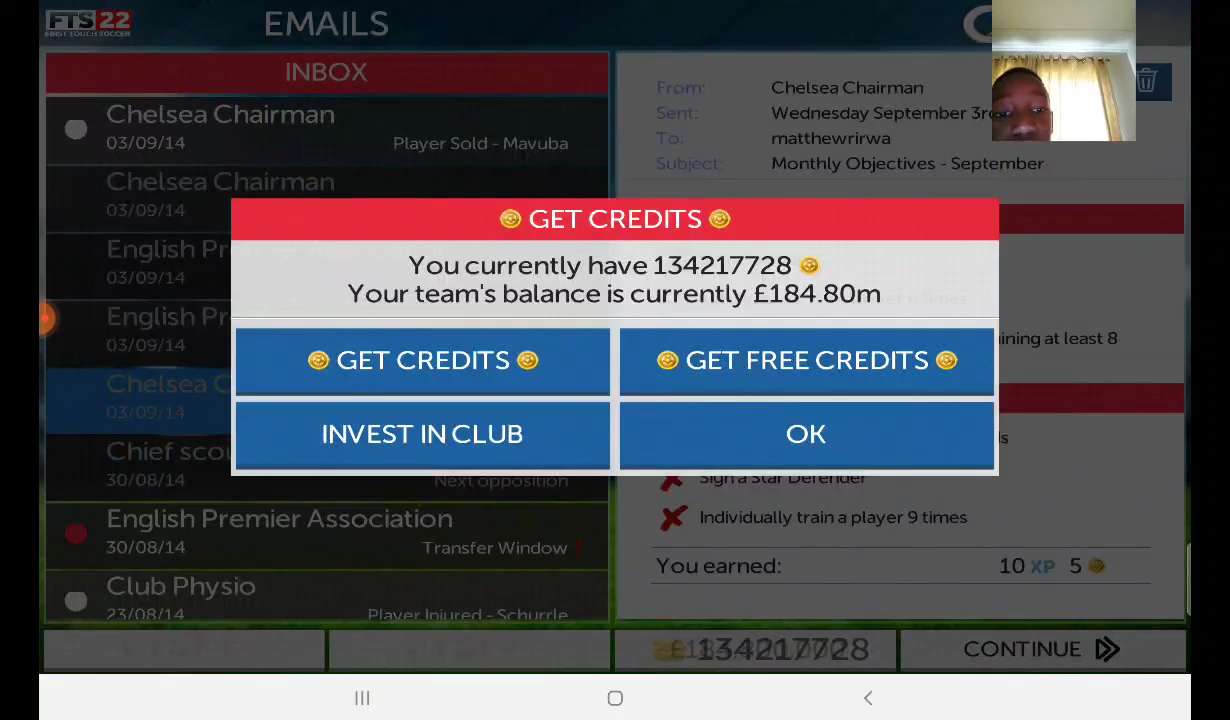 FTS 22
FIRST TOUCH SOCCER
EMAILS
INBOX
Chelsea Chairman
03/09/14
Player Sold - Mavuba
Chelsea Chairman
03/09/14
English Pr
03/09/14
English Pr
03/09/14
Chelsea C
03/09/14
Chief scou
30/08/14
Next opposition
English Premier Association
30/08/14
Transfer Window
Club Physio
23/08/14
Player Injured - Schurrle
From: Chelsea Chairman
Sent: Wednesday September 3r
To: matthewrirwa
Subject: Monthly Objectives - September
GET CREDITS
You currently have 134217728
Your team's balance is currently £184.80m
GET CREDITS
GET FREE CREDITS
INVEST IN CLUB
OK
ining at least 8
Sign a Star Defender
Individually train a player 9 times
You earned: 10 XP 5
134217728
CONTINUE